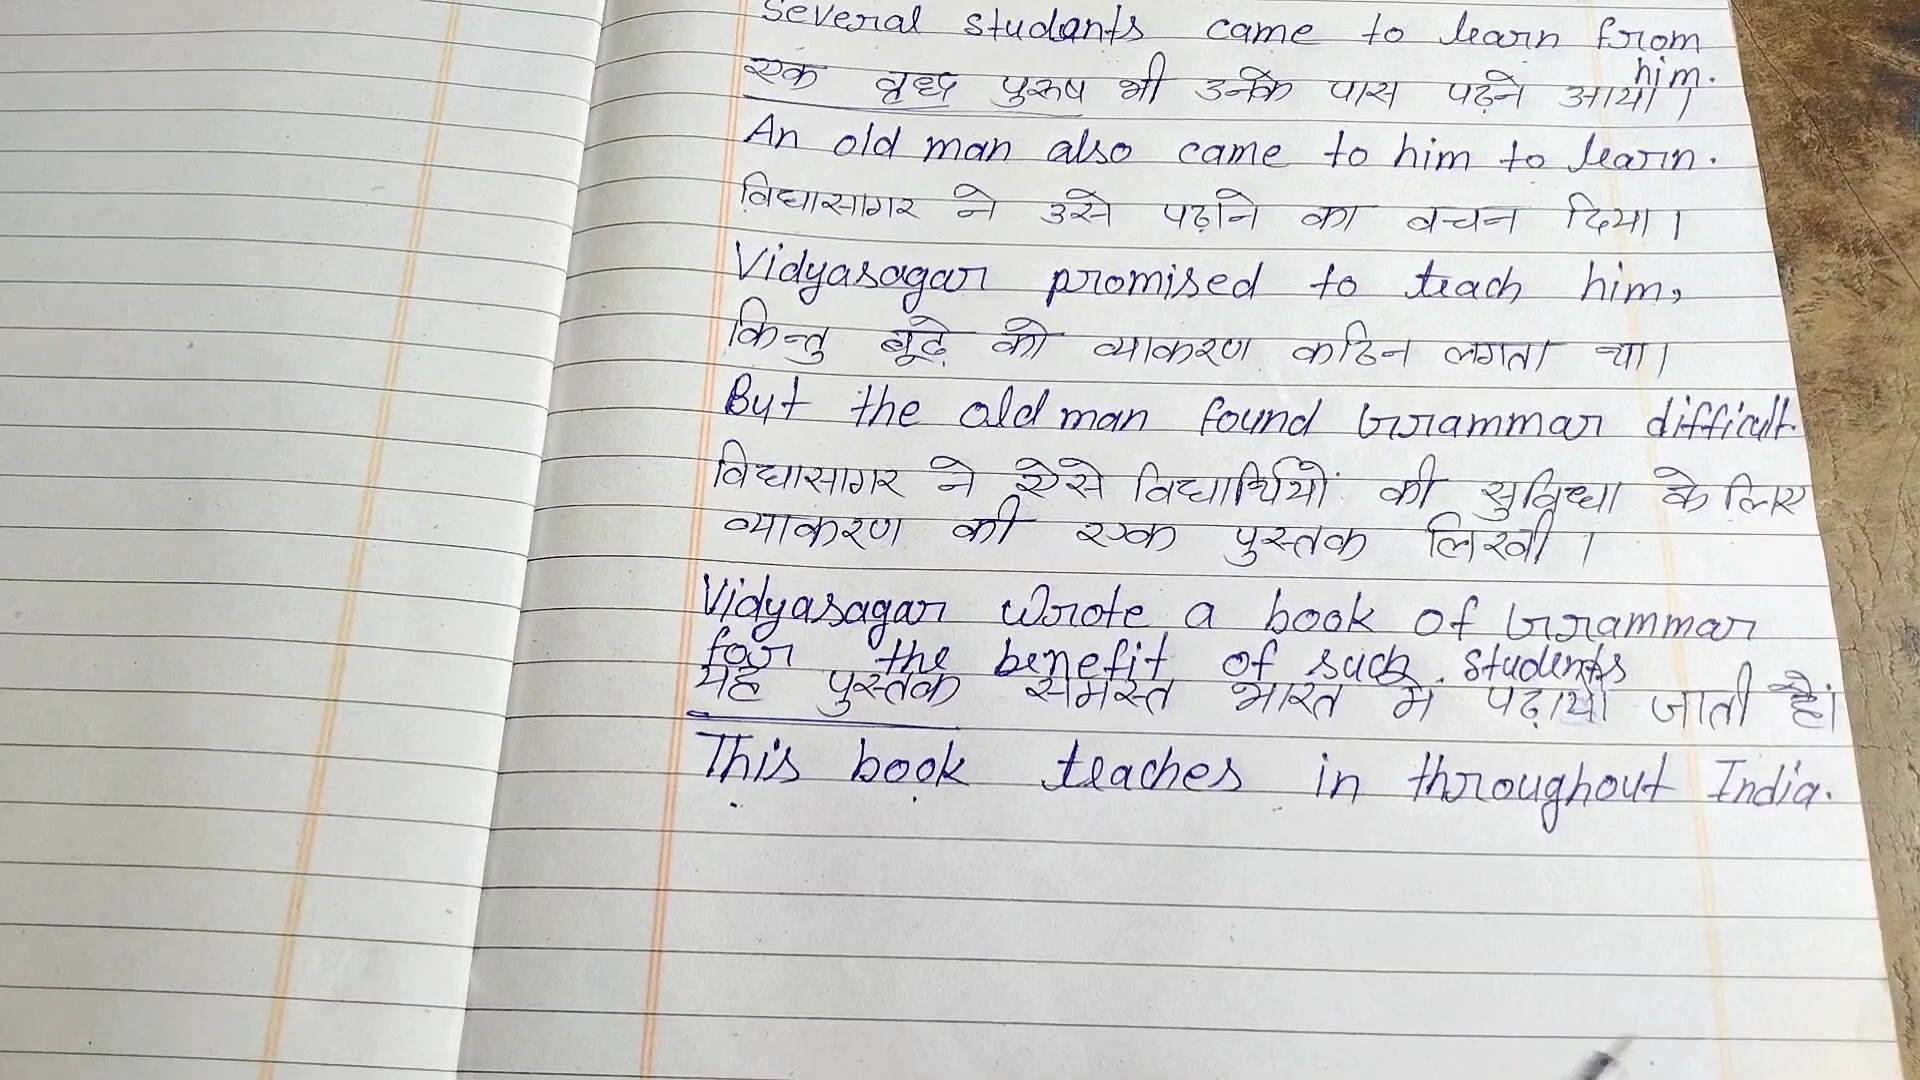 Several students came to learn from
him.
एक वृध्द पुरुष भी उनके पास पढ़ने आया।
An old man also came to him to learn.
विद्यासागर ने उसे पढ़ाने का वचन दिया।
Vidyasagar promised to teach him,
किन्तु बूढ़े को व्याकरण कठिन लगता था।
But the old man found Grammar difficult.
विद्यासागर ने ऐसे विद्यार्थियों की सुविधा के लिए
व्याकरण की एक पुस्तक लिखी।
Vidyasagar Wrote a book of Grammar
for the benefit of such students
यह पुस्तक समस्त भारत में पढ़ायी जाती है।
This book teaches in throughout India.